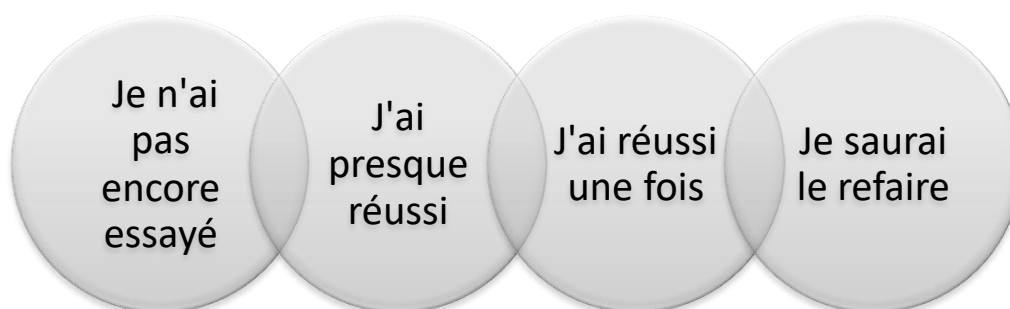 Je n'ai
pas
encore
essayé
J'ai
presque
réussi
J'ai réussi
une fois
Je saurai
le refaire